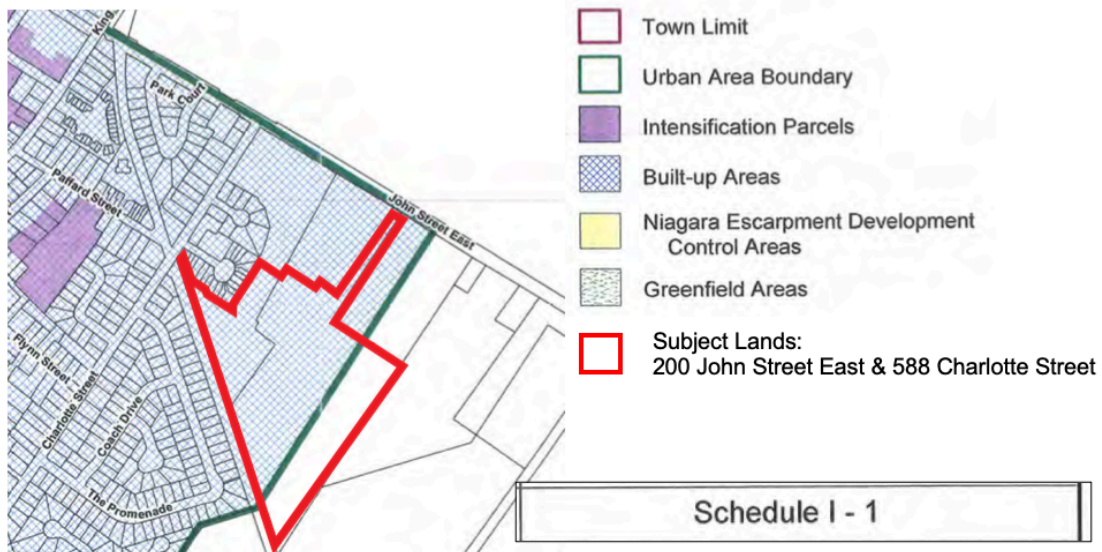 King
Park Court
Paffard Street
John Street East
Flynn Street
Charlotte Street
Coach Drive
The Promenade
Town Limit
Urban Area Boundary
Intensification Parcels
Built-up Areas
Niagara Escarpment Development
Control Areas
Greenfield Areas
Subject Lands:
200 John Street East & 588 Charlotte Street
Schedule I - 1